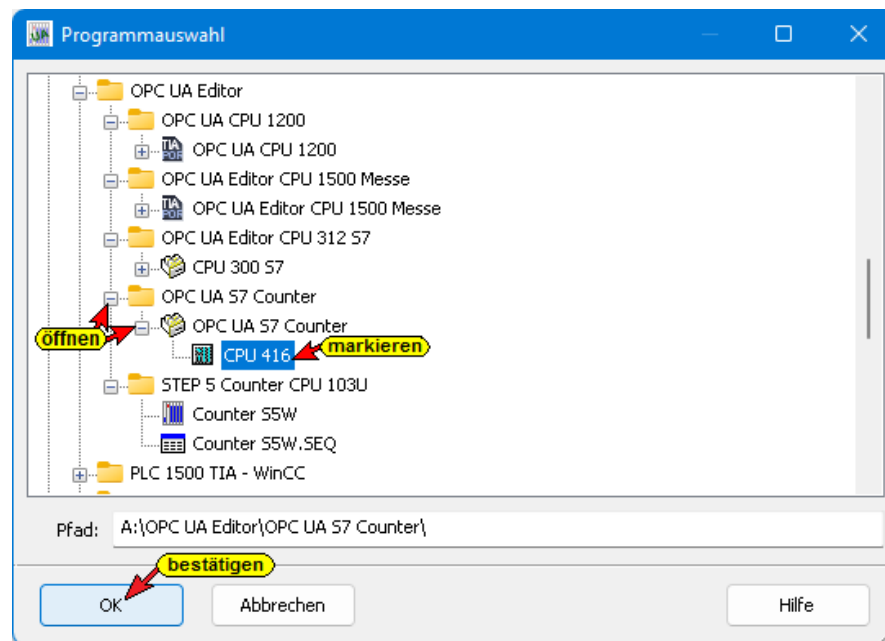 Programmauswahl
OPC UA Editor
OPC UA CPU 1200
OPC UA CPU 1200
OPC UA Editor CPU 1500 Messe
OPC UA Editor CPU 1500 Messe
OPC UA Editor CPU 312 S7
CPU 300 S7
OPC UA S7 Counter
OPC UA S7 Counter
öffnen
CPU 416 markieren
STEP 5 Counter CPU 103U
Counter S5W
Counter S5W.SEQ
PLC 1500 TIA - WinCC
Pfad: A:\OPC UA Editor\OPC UA S7 Counter\
bestätigen
OK Abbrechen Hilfe